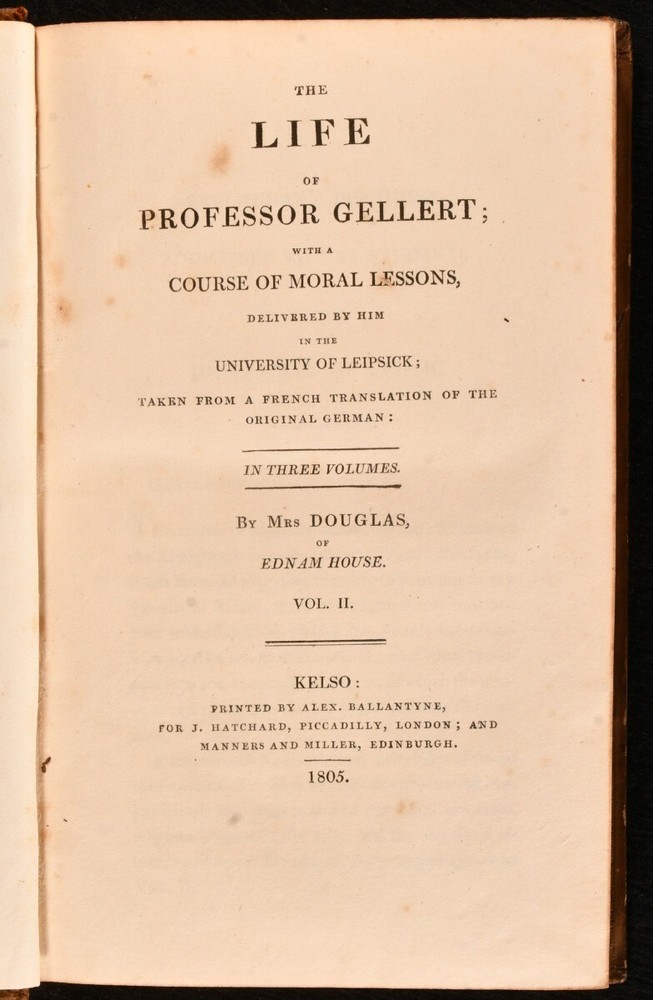 THE
LIFE
OF
PROFESSOR GELLERT;
WITH A
COURSE OF MORAL LESSONS,
DELIVERED BY HIM
IN THE
UNIVERSITY OF LEIPSICK;
TAKEN FROM A FRENCH TRANSLATION OF THE
ORIGINAL GERMAN:
IN THREE VOLUMES.
BY MRS DOUGLAS,
OF
EDNAM HOUSE.
VOL. II.
KELSO:
PRINTED BY ALEX. BALLANTYNE,
FOR J. HATCHARD, PICCADILLY, LONDON; AND
MANNERS AND MILLER, EDINBURGH.
1805.